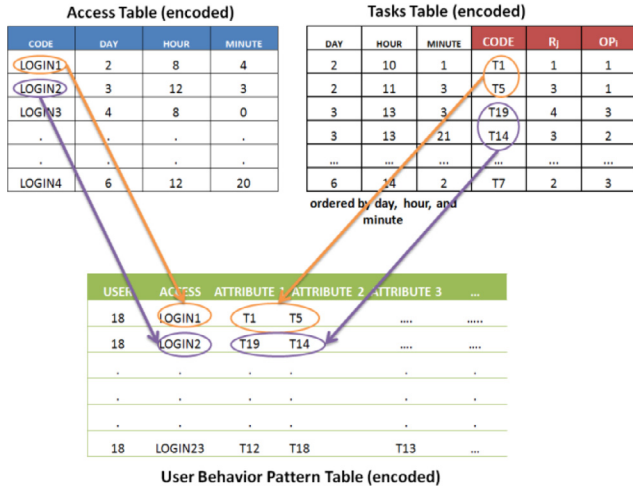 Access Table (encoded)
CODE DAY HOUR MINUTE
LOGIN1 2 8 4
LOGIN2 3 12 3
LOGIN3 4 8 0
. . . .
. . . .
LOGIN4 6 12 20
Tasks Table (encoded)
DAY HOUR MINUTE CODE Rj OPi
2 10 1 T1 1 1
2 11 3 T5 3 1
3 13 3 T19 4 3
3 13 21 T14 3 2
... ... ... ... ... ...
6 14 2 T7 2 3
ordered by day, hour, and
minute
USER ACCESS ATTRIBUTE 1 ATTRIBUTE 2 ATTRIBUTE 3 ...
18 LOGIN1 T1 T5 .... .....
18 LOGIN2 T19 T14 .... ....
. . . . . .
. . . . . .
. . . . . .
18 LOGIN23 T12 T18 T13 ...
User Behavior Pattern Table (encoded)